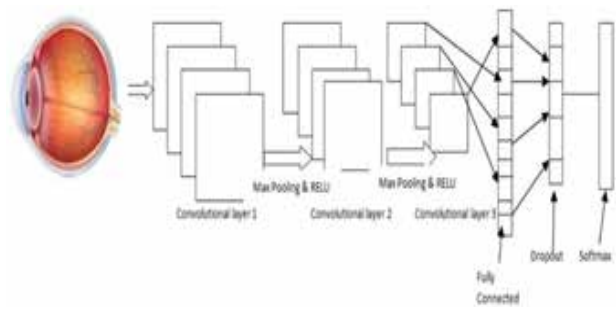 Max Pooling & RELU
Max Pooling & RELU
Convolutional layer 1
Convolutional layer 2
Convolutional layer 3
Dropout
Softmax
Fully
Connected